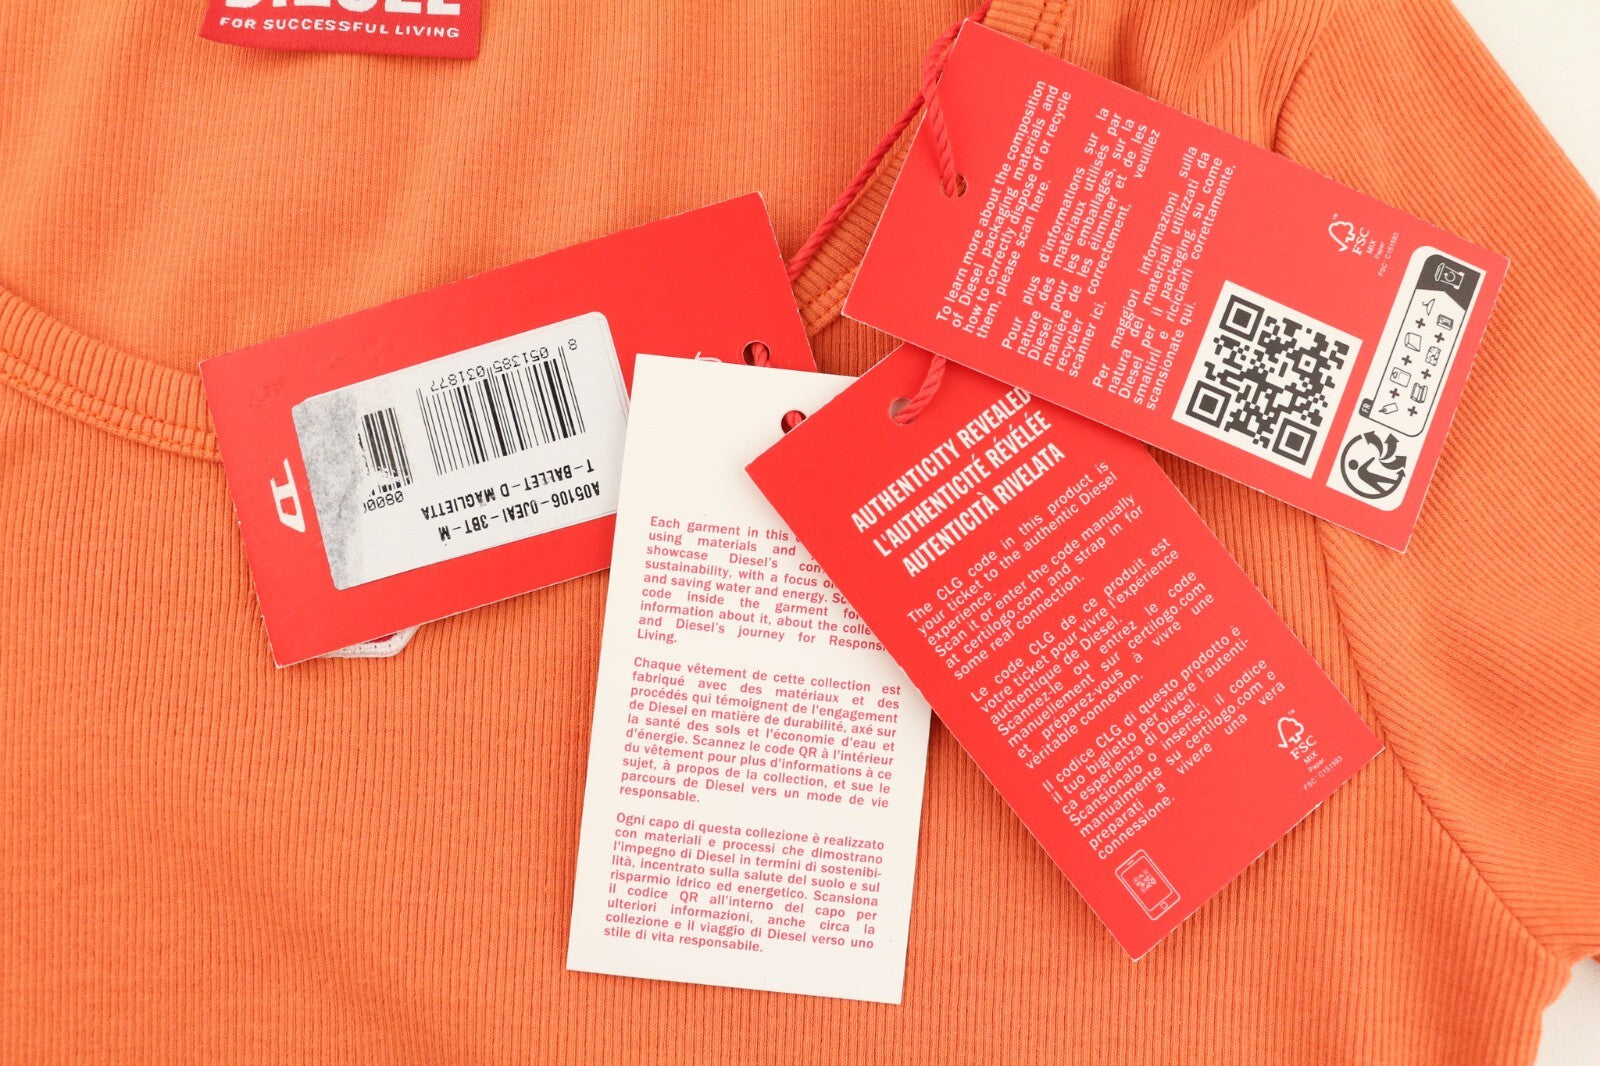 DIESEL
FOR SUCCESSFUL LIVING
To learn more about the composition
of Diesel packaging materials and
how to correctly dispose of or recycle
them, please scan here.
Pour plus d'informations sur la
nature des matériaux utilisés par
Diesel pour les emballages, sur la
manière de les éliminer et de les
recycler correctement, veuillez
scanner ici.
Per maggiori informazioni sulla
natura dei materiali utilizzati da
Diesel per il packaging, su come
smaltirli e riciclarli correttamente,
scansionate qui.
FSC
MIX
Paper
FSC® C151593
FR
8 051385 031877
T-BALLET-D MAGLIETTA
A05106-0JEAI-3BT-M
Each garment in this
using materials and
showcase Diesel's
sustainability, with a focus
and saving water and energy.
code inside the garment
information about it, about the
and Diesel's journey for
Living.
Chaque vêtement de cette collection est
fabriqué avec des matériaux et des
procédés qui témoignent de l'engagement
de Diesel en matière de durabilité, axé sur
la santé des sols et l'économie d'eau et
d'énergie. Scannez le code QR à l'intérieur
du vêtement pour plus d'informations à ce
sujet, à propos de la collection, et sue le
parcours de Diesel vers un mode de vie
responsable.
Ogni capo di questa collezione è realizzato
con materiali e processi che dimostrano
l'impegno di Diesel in termini di sostenibi-
lità, incentrato sulla salute del suolo e sul
risparmio idrico ed energetico. Scansiona
il codice QR all'interno del capo per
ulteriori informazioni, anche circa la
collezione e il viaggio di Diesel verso uno
stile di vita responsabile.
AUTHENTICITY REVEALED
L'AUTHENTICITÉ RÉVÉLÉE
AUTENTICITÀ RIVELATA
The CLG code in this product is
your ticket to the authentic Diesel
experience.
Scan it or enter the code manually
at certilogo.com and strap in for
some real connection.
Le code CLG de ce produit est
votre ticket pour vivre l'expérience
authentique de Diesel.
Scannez-le ou entrez le code
manuellement sur certilogo.com
et préparez-vous à vivre une
véritable connexion.
Il codice CLG di questo prodotto è
il tuo biglietto per vivere l'autenti-
ca esperienza di Diesel.
Scansionalo o inserisci il codice
manualmente su certilogo.com e
preparati a vivere una vera
connessione.
FSC
MIX
Paper
FSC® C151593